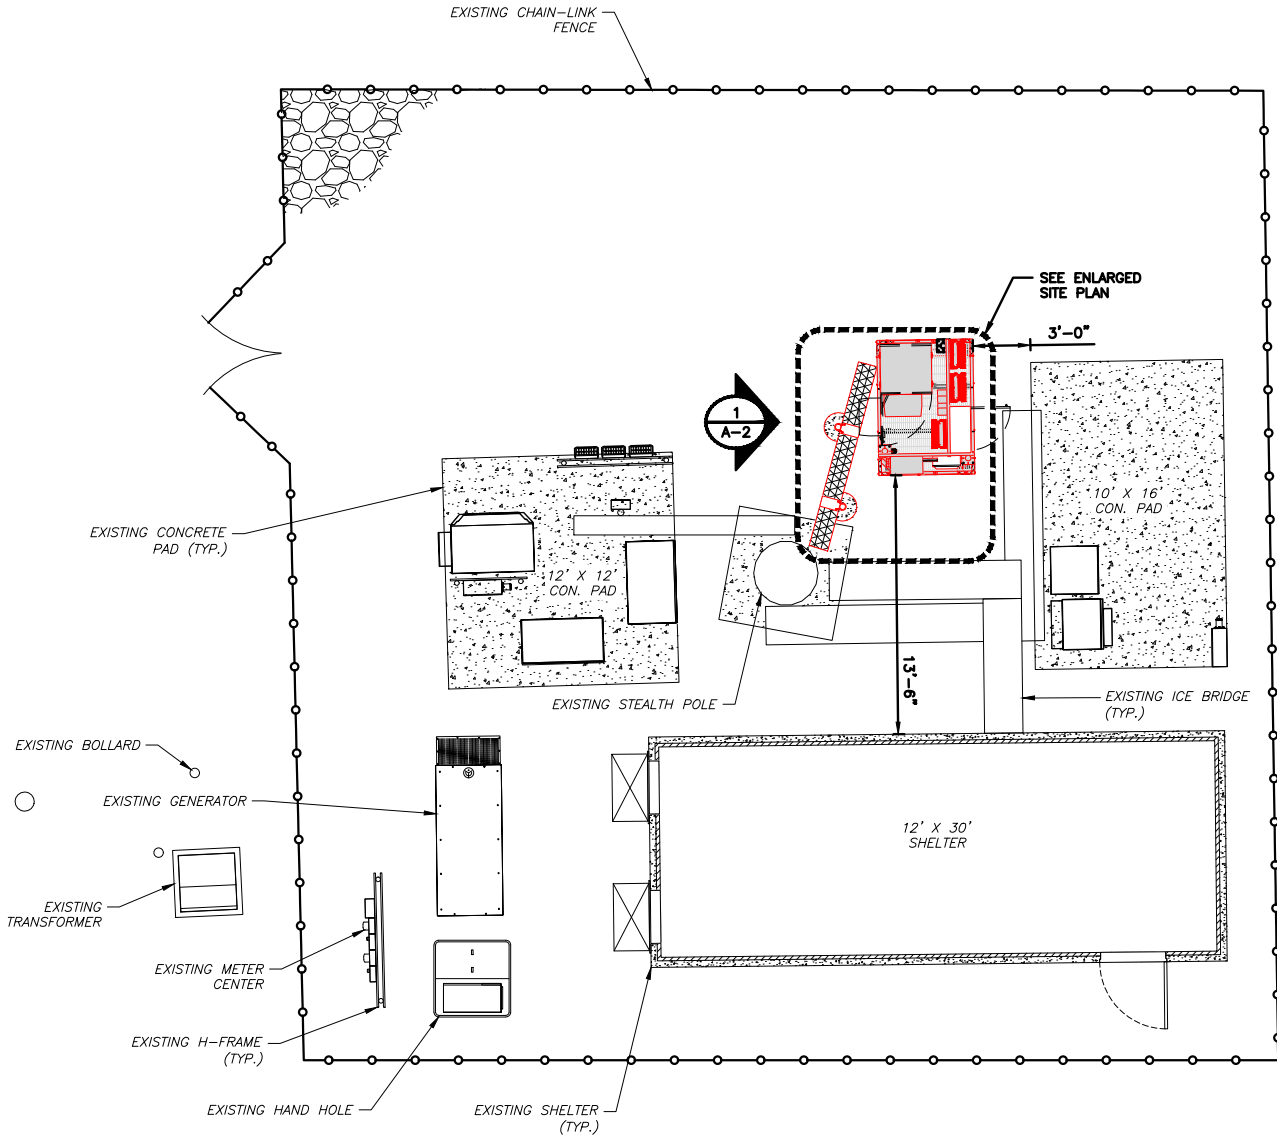 EXISTING CHAIN-LINK
FENCE
SEE ENLARGED
SITE PLAN
3'-0"
1
A-2
10' X 16'
CON. PAD
EXISTING CONCRETE
PAD (TYP.)
12' X 12'
CON. PAD
13'-6"
EXISTING STEALTH POLE
EXISTING ICE BRIDGE
(TYP.)
EXISTING BOLLARD
EXISTING GENERATOR
12' X 30'
SHELTER
EXISTING
TRANSFORMER
EXISTING METER
CENTER
EXISTING H-FRAME
(TYP.)
EXISTING HAND HOLE
EXISTING SHELTER
(TYP.)